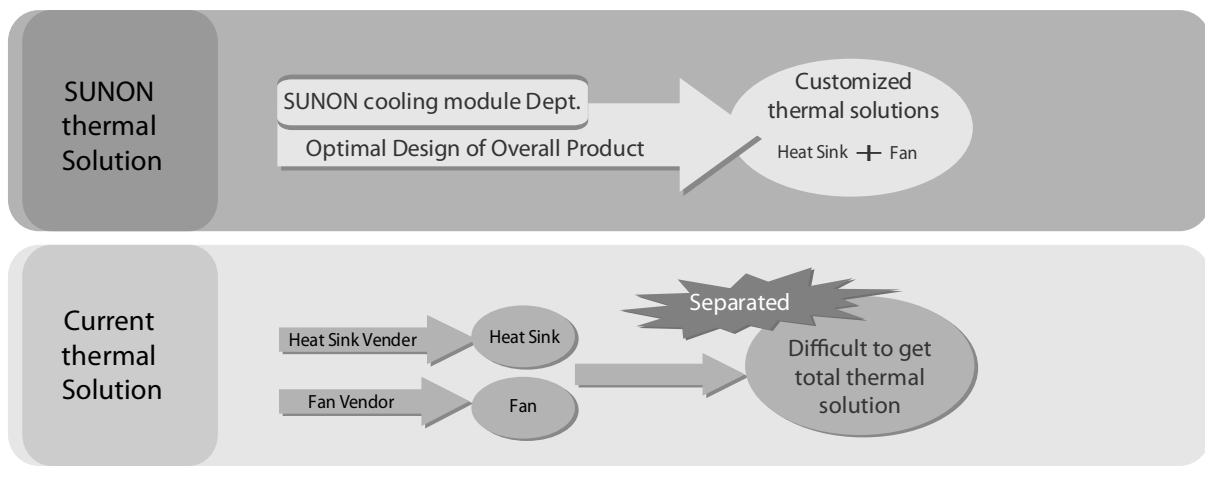 SUNON
thermal
Solution
SUNON cooling module Dept.
Optimal Design of Overall Product
Customized
thermal solutions
Heat Sink + Fan
Current
thermal
Solution
Heat Sink Vender
Heat Sink
Fan Vendor
Fan
Separated
Difficult to get
total thermal
solution